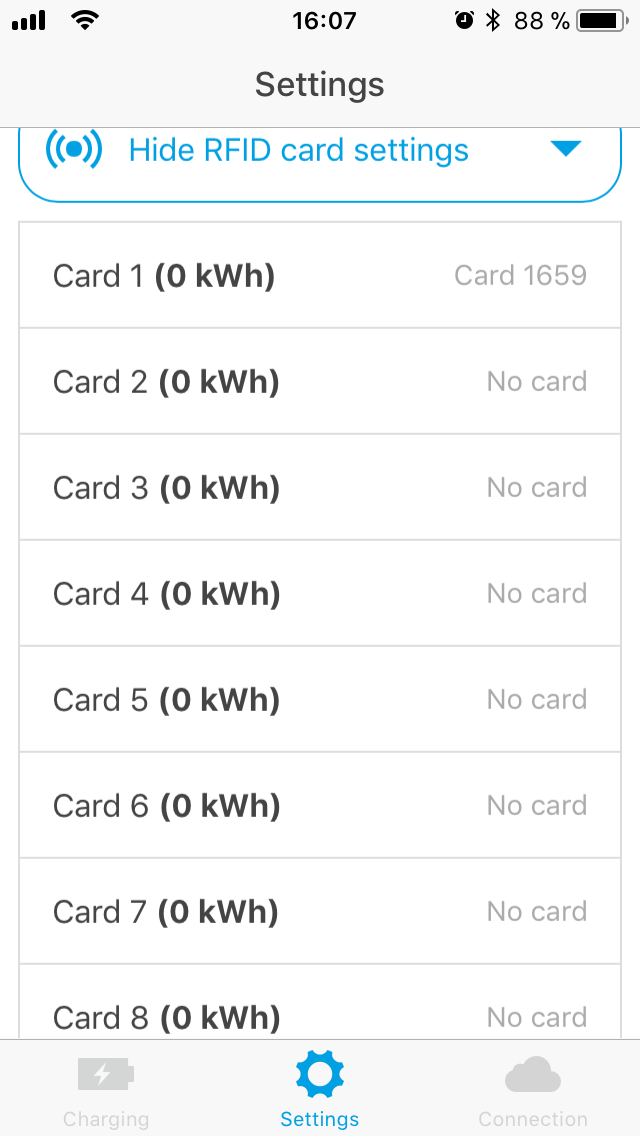 16:07 88 %
Settings
Hide RFID card settings
Card 1 (0 kWh) Card 1659
Card 2 (0 kWh) No card
Card 3 (0 kWh) No card
Card 4 (0 kWh) No card
Card 5 (0 kWh) No card
Card 6 (0 kWh) No card
Card 7 (0 kWh) No card
Card 8 (0 kWh) No card
Charging Settings Connection